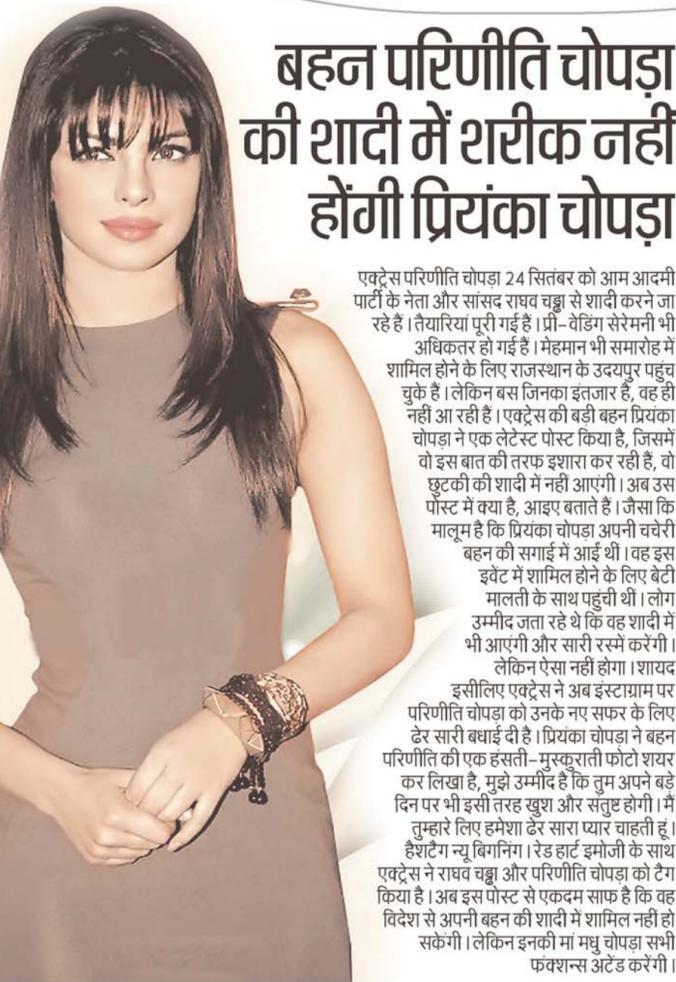 बहन परिणीति चोपड़ा
की शादी में शरीक नहीं
होंगी प्रियंका चोपड़ा
एक्ट्रेस परिणीति चोपड़ा 24 सितंबर को आम आदमी
पार्टी के नेता और सांसद राघव चड्ढा से शादी करने जा
रहे हैं। तैयारियां पूरी गई हैं। प्री-वेडिंग सेरेमनी भी
अधिकतर हो गई हैं। मेहमान भी समारोह में
शामिल होने के लिए राजस्थान के उदयपुर पहुंच
चुके हैं। लेकिन बस जिनका इंतजार है, वह ही
नहीं आ रही हैं। एक्ट्रेस की बड़ी बहन प्रियंका
चोपड़ा ने एक लेटेस्ट पोस्ट किया है, जिसमें
वो इस बात की तरफ इशारा कर रही हैं, वो
छुटकी की शादी में नहीं आएंगी। अब उस
पोस्ट में क्या है, आइए बताते हैं। जैसा कि
मालूम है कि प्रियंका चोपड़ा अपनी चचेरी
बहन की सगाई में आईं थीं। वह इस
इवेंट में शामिल होने के लिए बेटी
मालती के साथ पहुंची थीं। लोग
उम्मीद जता रहे थे कि वह शादी में
भी आएंगी और सारी रस्में करेंगी।
लेकिन ऐसा नहीं होगा। शायद
इसीलिए एक्ट्रेस ने अब इंस्टाग्राम पर
परिणीति चोपड़ा को उनके नए सफर के लिए
ढेर सारी बधाई दी है। प्रियंका चोपड़ा ने बहन
परिणीति की एक हंसती-मुस्कुराती फोटो शयर
कर लिखा है, मुझे उम्मीद है कि तुम अपने बड़े
दिन पर भी इसी तरह खुश और संतुष्ट होगी। मैं
तुम्हारे लिए हमेशा ढेर सारा प्यार चाहती हूं।
हैशटैग न्यू बिगनिंग। रेड हार्ट इमोजी के साथ
एक्ट्रेस ने राघव चड्ढा और परिणीति चोपड़ा को टैग
किया है। अब इस पोस्ट से एकदम साफ है कि वह
विदेश से अपनी बहन की शादी में शामिल नहीं हो
सकेंगी। लेकिन इनकी मां मधु चोपड़ा सभी
फंक्शन्स अटेंड करेंगी।